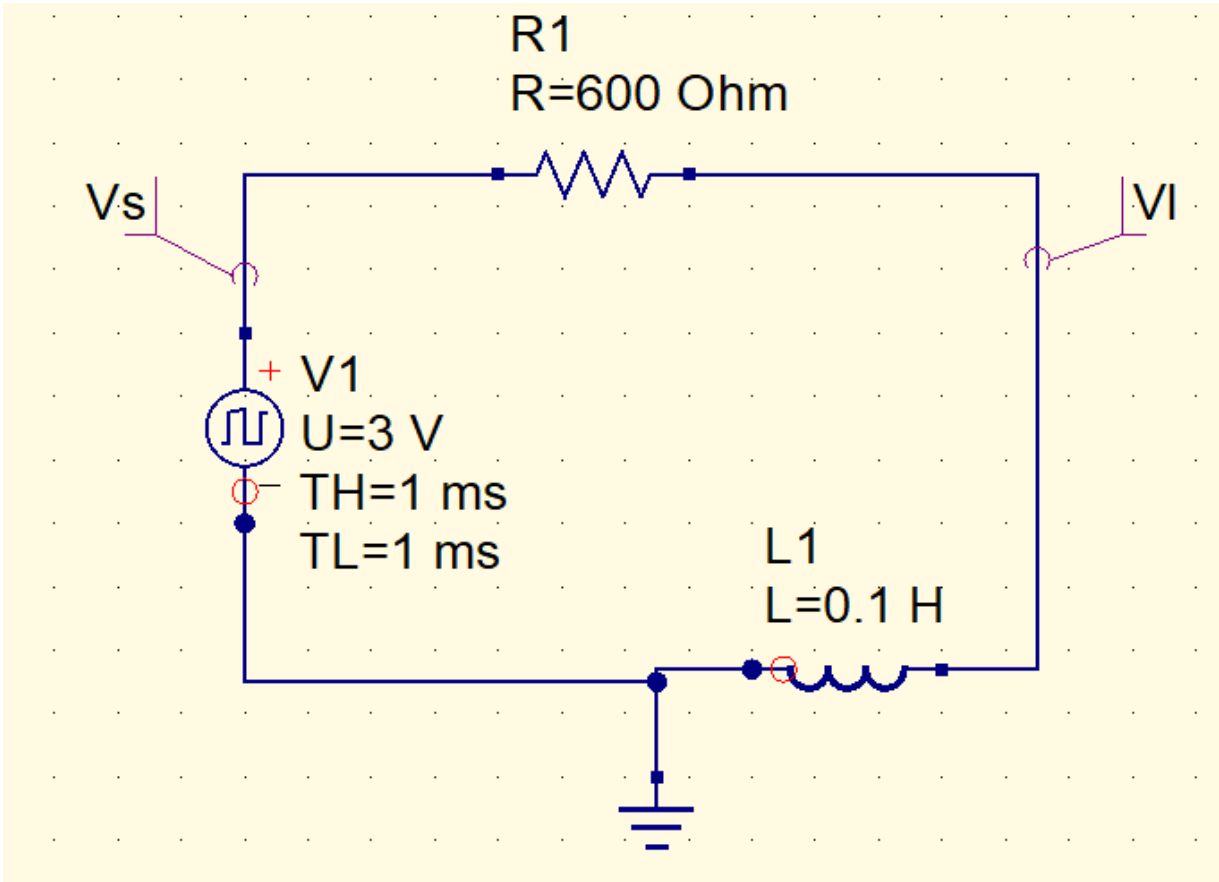 R1
R=600 Ohm
Vs
Vl
+
V1
U=3 V
−
TH=1 ms
TL=1 ms
L1
L=0.1 H